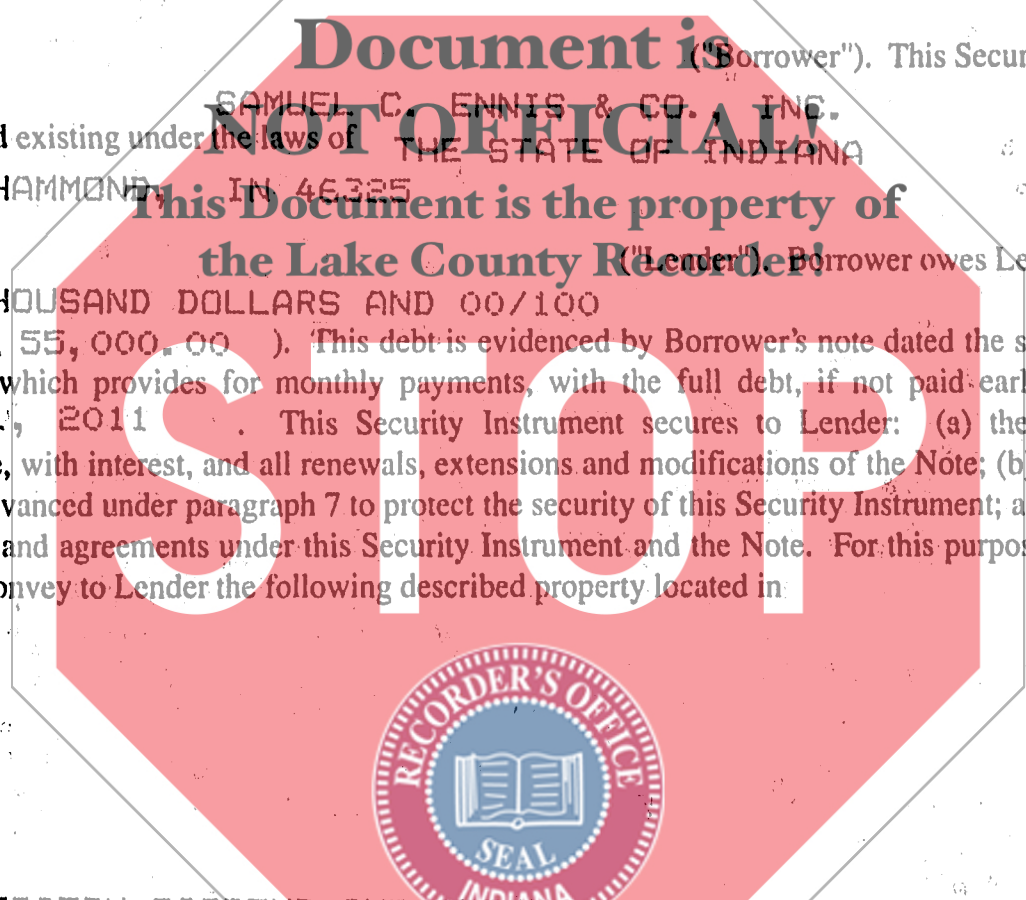 Document is
("Borrower"). This Secur
SAMUEL C. ENNIS & CO., INC.
NOT OFFICIAL!
existing under the laws of THE STATE OF INDIANA
HAMMOND, IN 46325
This Document is the property of
the Lake County Recorder!
("Lender"). Borrower owes Le
HOUSAND DOLLARS AND 00/100
55,000.00 ). This debt is evidenced by Borrower's note dated the s
which provides for monthly payments, with the full debt, if not paid earl
, 2011 . This Security Instrument secures to Lender: (a) the
, with interest, and all renewals, extensions and modifications of the Note; (b
vanced under paragraph 7 to protect the security of this Security Instrument; a
and agreements under this Security Instrument and the Note. For this purpos
onvey to Lender the following described property located in
STOP
RECORDER'S OFFICE
SEAL
INDIANA